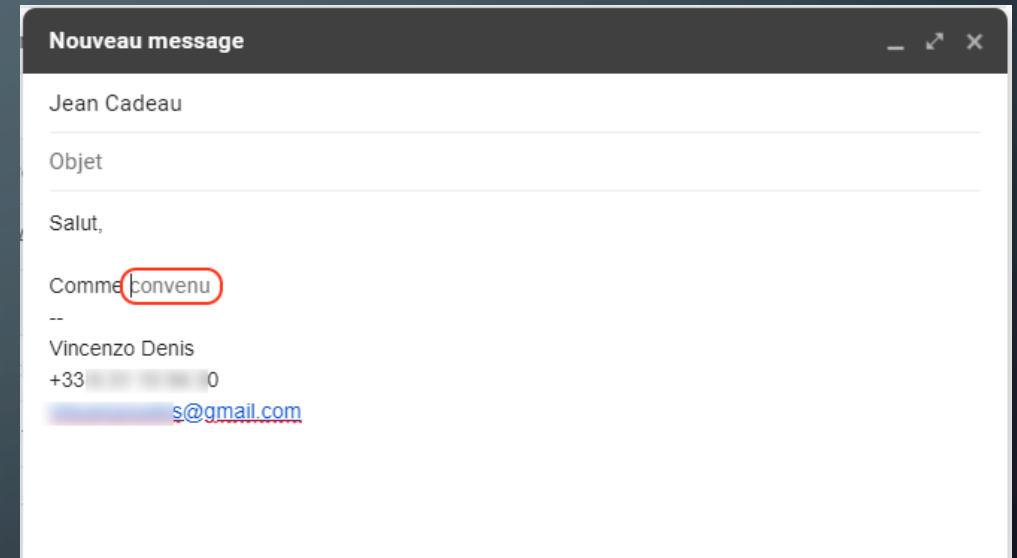 Nouveau message
Jean Cadeau
Objet
Salut,
Comme convenu
--
Vincenzo Denis
+33 0
s@gmail.com